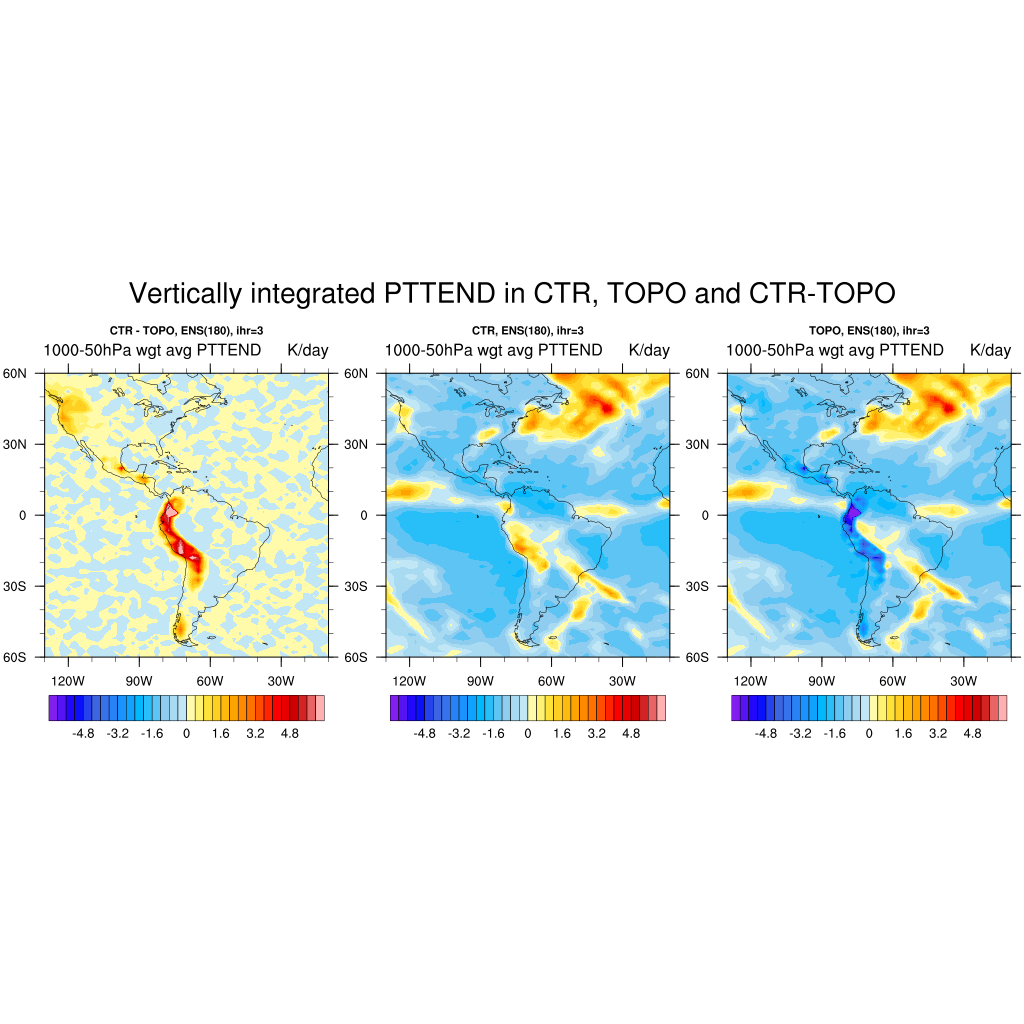 Vertically integrated PTTEND in CTR, TOPO and CTR-TOPO
CTR - TOPO, ENS(180), ihr=3
1000-50hPa wgt avg PTTEND K/day
60N
30N
0
30S
60S
120W 90W 60W 30W
-4.8 -3.2 -1.6 0 1.6 3.2 4.8
CTR, ENS(180), ihr=3
1000-50hPa wgt avg PTTEND K/day
60N
30N
0
30S
60S
120W 90W 60W 30W
-4.8 -3.2 -1.6 0 1.6 3.2 4.8
TOPO, ENS(180), ihr=3
1000-50hPa wgt avg PTTEND K/day
60N
30N
0
30S
60S
120W 90W 60W 30W
-4.8 -3.2 -1.6 0 1.6 3.2 4.8